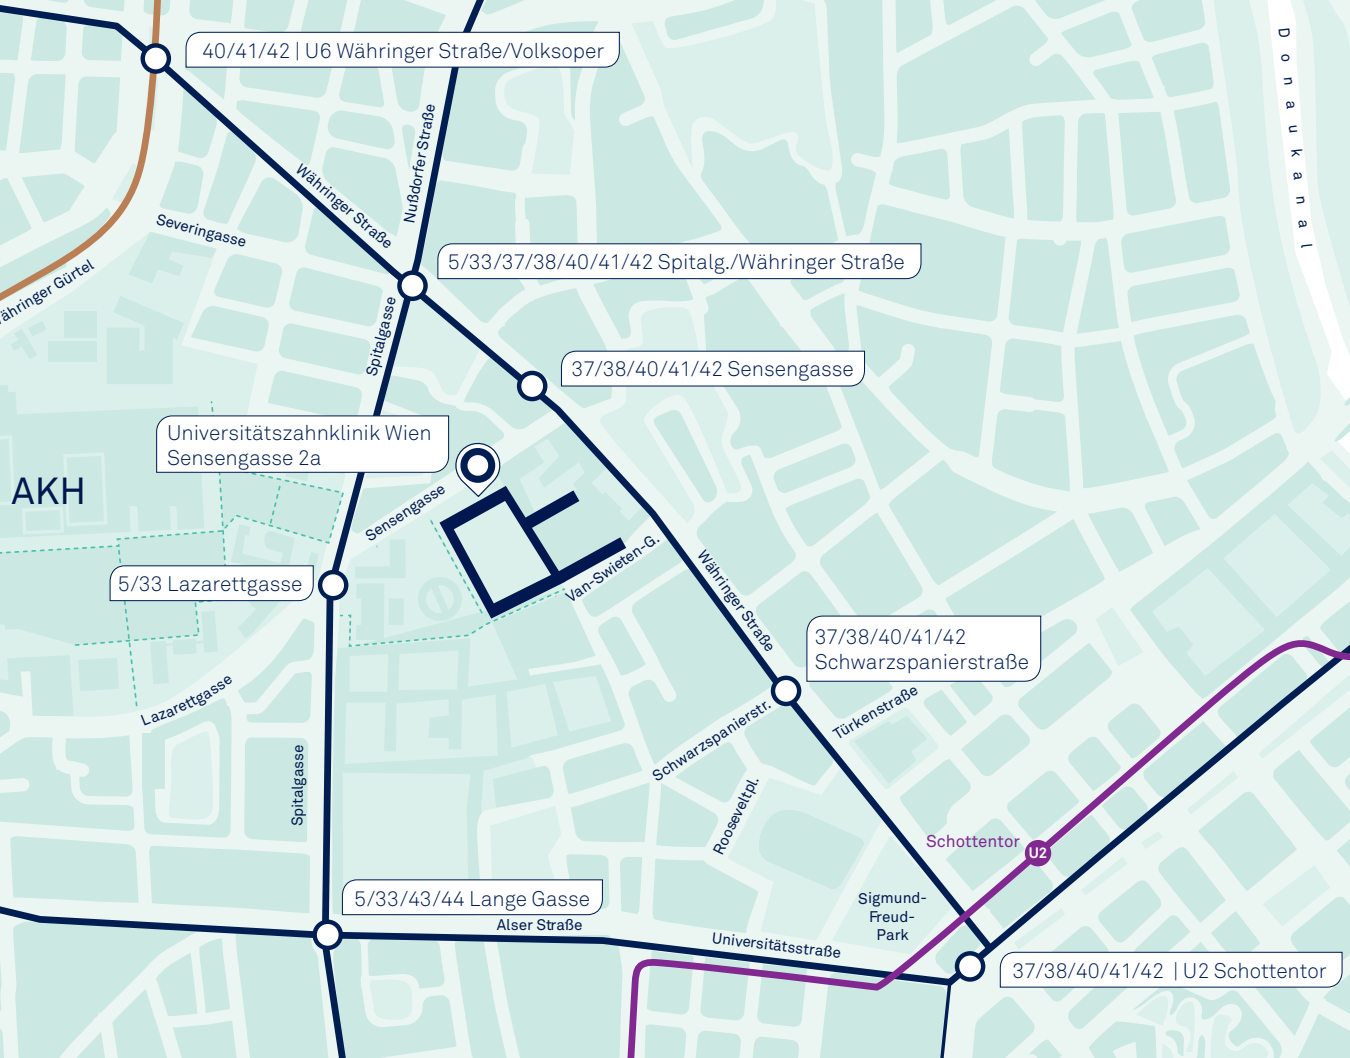 40/41/42 | U6 Währinger Straße/Volksoper
Donaukanal
Nußdorfer Straße
Währinger Straße
Severingasse
ähringer Gürtel
5/33/37/38/40/41/42 Spitalg./Währinger Straße
Spitalgasse
37/38/40/41/42 Sensengasse
Universitätszahnklinik Wien
Sensengasse 2a
AKH
Sensengasse
Van-Swieten-G.
5/33 Lazarettgasse
Währinger Straße
37/38/40/41/42
Schwarzspanierstraße
Lazarettgasse
Türkenstraße
Schwarzspanierstr.
Spitalgasse
Rooseveltpl.
Schottentor
U2
5/33/43/44 Lange Gasse
Alser Straße
Sigmund-
Freud-
Park
Universitätsstraße
37/38/40/41/42 | U2 Schottentor